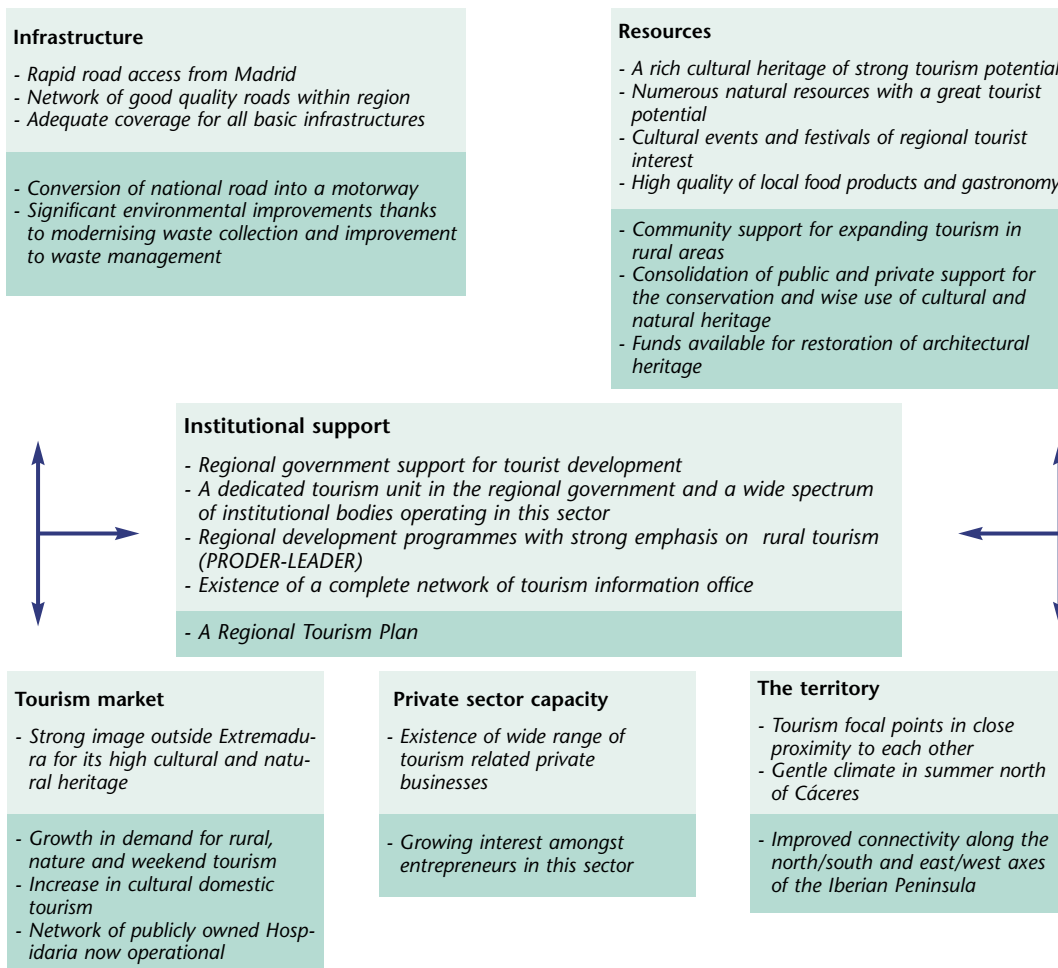 Infrastructure
- Rapid road access from Madrid
- Network of good quality roads within region
- Adequate coverage for all basic infrastructures
- Conversion of national road into a motorway
- Significant environmental improvements thanks
to modernising waste collection and improvement
to waste management
Resources
- A rich cultural heritage of strong tourism potential
- Numerous natural resources with a great tourist
potential
- Cultural events and festivals of regional tourist
interest
- High quality of local food products and gastronomy
- Community support for expanding tourism in
rural areas
- Consolidation of public and private support for
the conservation and wise use of cultural and
natural heritage
- Funds available for restoration of architectural
heritage
Institutional support
- Regional government support for tourist development
- A dedicated tourism unit in the regional government and a wide spectrum
of institutional bodies operating in this sector
- Regional development programmes with strong emphasis on rural tourism
(PRODER-LEADER)
- Existence of a complete network of tourism information office
- A Regional Tourism Plan
Tourism market
- Strong image outside Extremadu-
ra for its high cultural and natu-
ral heritage
- Growth in demand for rural,
nature and weekend tourism
- Increase in cultural domestic
tourism
- Network of publicly owned Hosp-
idaria now operational
Private sector capacity
- Existence of wide range of
tourism related private
businesses
- Growing interest amongst
entrepreneurs in this sector
The territory
- Tourism focal points in close
proximity to each other
- Gentle climate in summer north
of Cáceres
- Improved connectivity along the
north/south and east/west axes
of the Iberian Peninsula